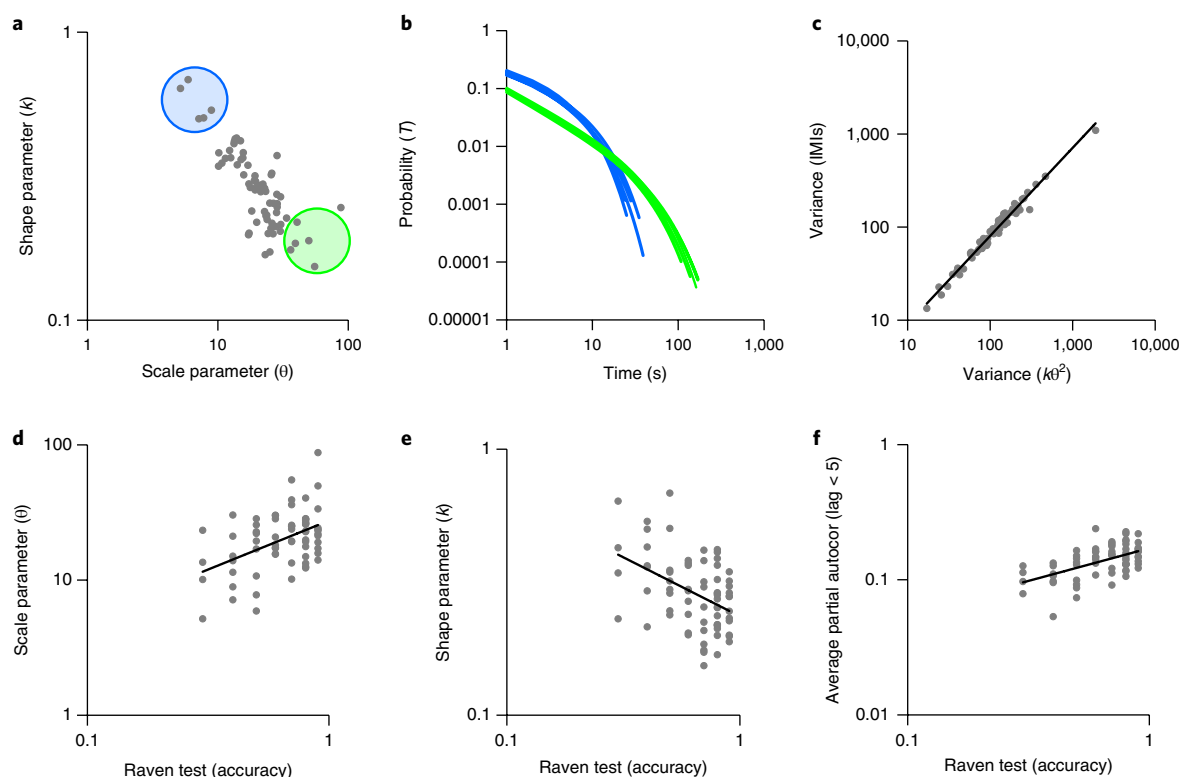 a
1
Shape parameter (k)
0.1
1
10
100
Scale parameter (θ)
b
1
0.1
0.01
0.001
0.0001
0.00001
Probability (T)
1
10
100
1,000
Time (s)
c
10,000
1,000
100
10
Variance (IMIs)
10
100
1,000
10,000
Variance (kθ²)
d
100
10
1
Scale parameter (θ)
0.1
1
Raven test (accuracy)
e
1
0.1
Shape parameter (k)
0.1
1
Raven test (accuracy)
f
1
0.1
0.01
Average partial autocor (lag < 5)
0.1
1
Raven test (accuracy)